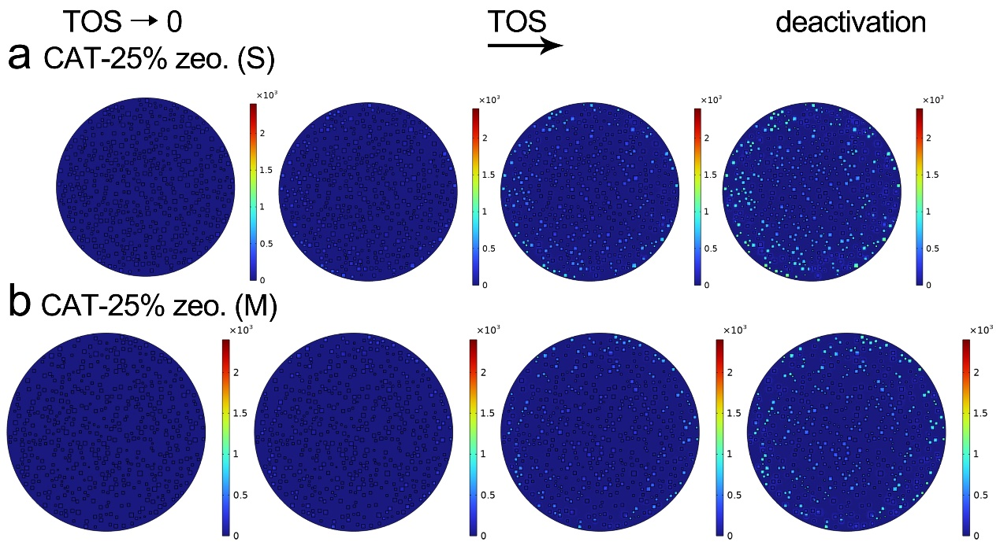 TOS → 0 TOS deactivation
a CAT-25% zeo. (S)
×10³ ×10³ ×10³ ×10³
2 2 2 2
1.5 1.5 1.5 1.5
1 1 1 1
0.5 0.5 0.5 0.5
0 0 0 0
b CAT-25% zeo. (M)
×10³ ×10³ ×10³ ×10³
2 2 2 2
1.5 1.5 1.5 1.5
1 1 1 1
0.5 0.5 0.5 0.5
0 0 0 0